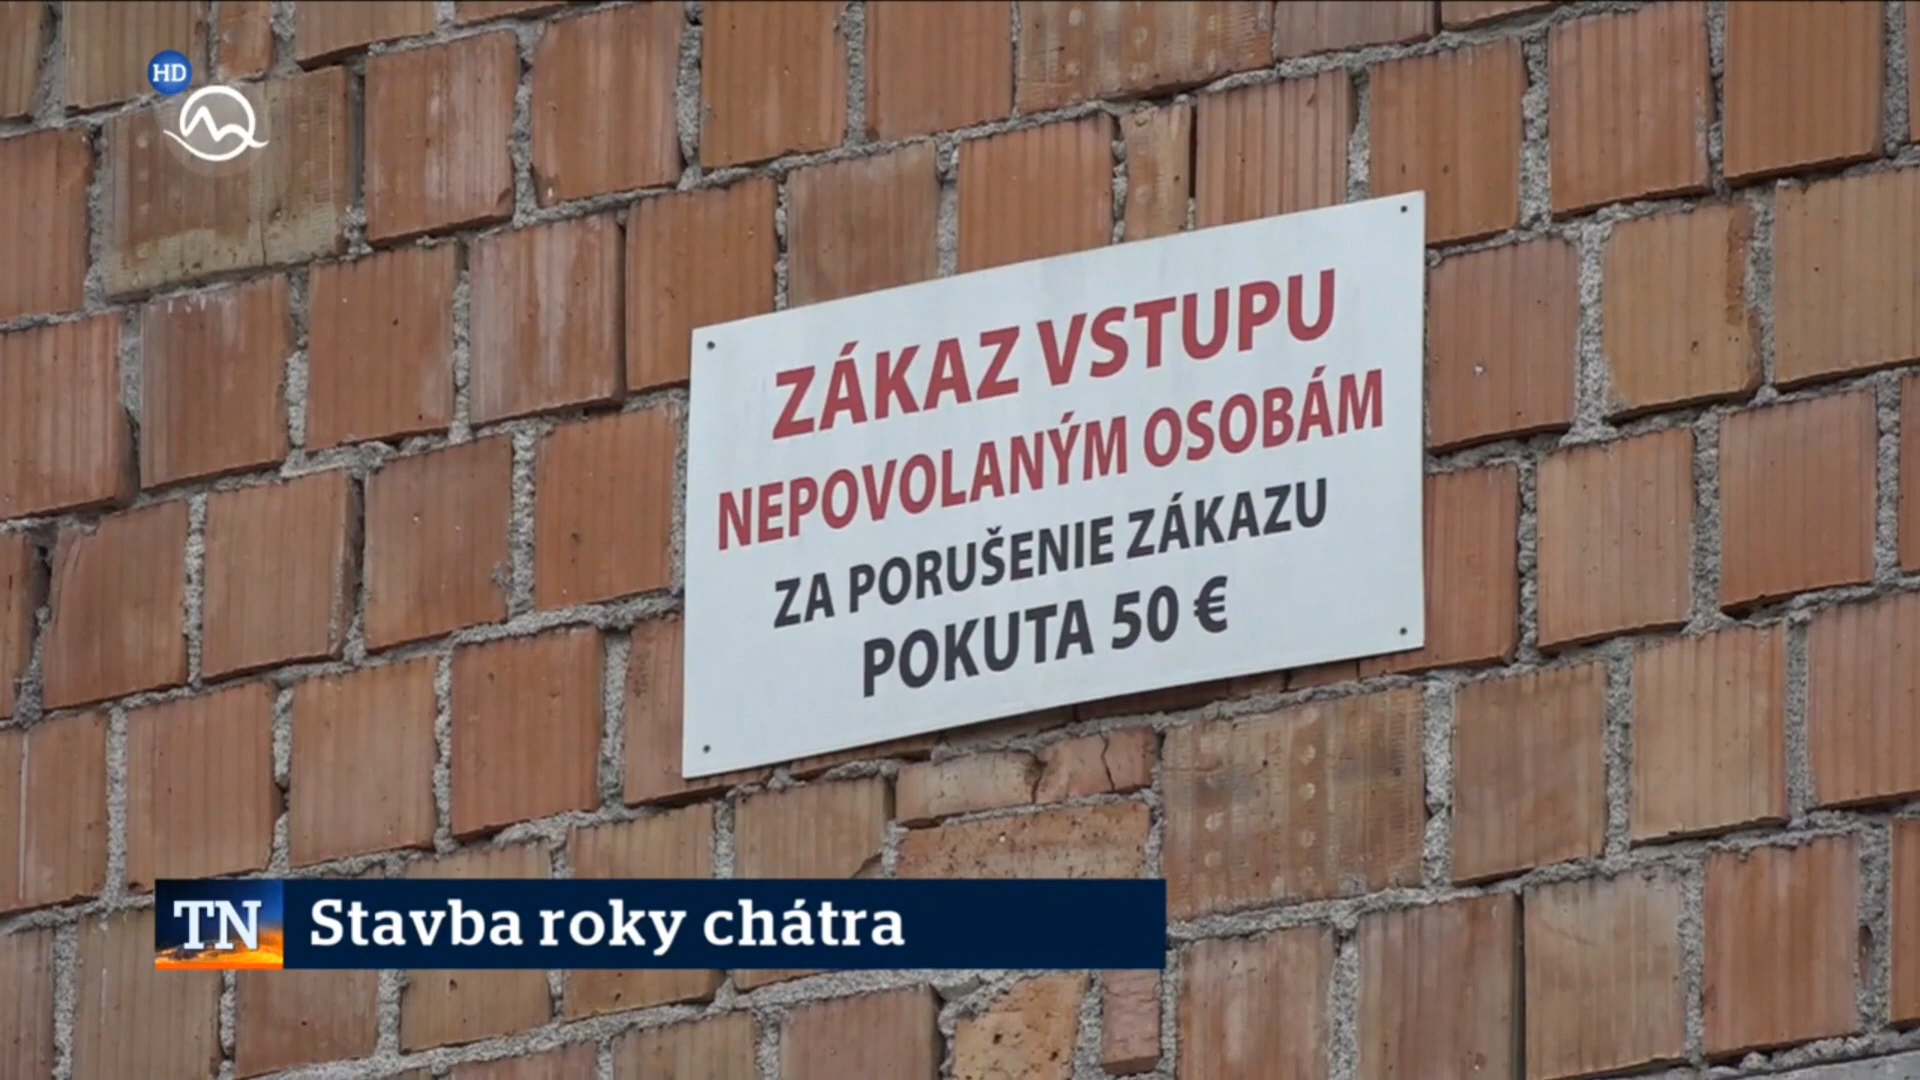 HD
ZÁKAZ VSTUPU
NEPOVOLANÝM OSOBÁM
ZA PORUŠENIE ZÁKAZU
POKUTA 50 €
TN Stavba roky chátra